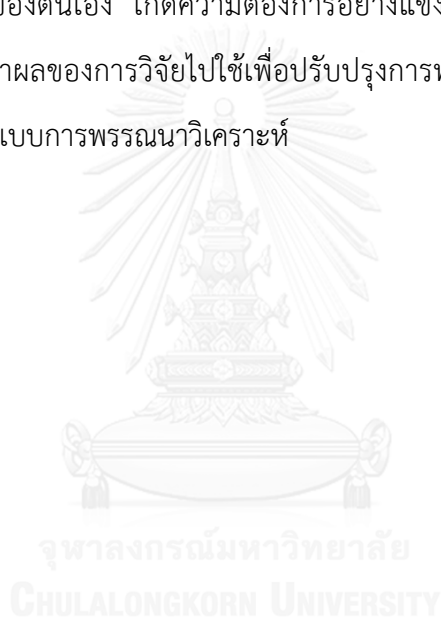 ของตนเอง เกิดความต้องการอย่างแข็ง
าผลของการวิจัยไปใช้เพื่อปรับปรุงการ
แบบการพรรณนาวิเคราะห์
จุฬาลงกรณ์มหาวิทยาลัย
CHULALONGKORN UNIVERSITY